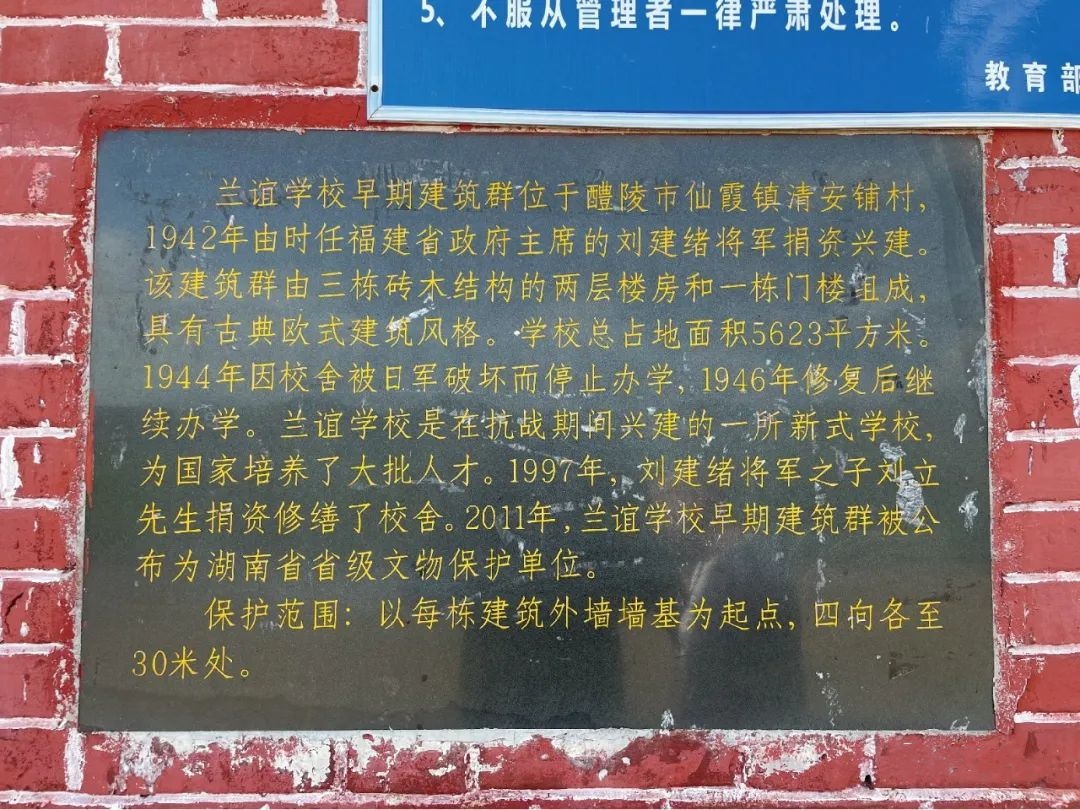 5、不服从管理者一律严肃处理。
教育部
兰谊学校早期建筑群位于醴陵市仙霞镇清安铺村,
1942年由时任福建省政府主席的刘建绪将军捐资兴建。
该建筑群由三栋砖木结构的两层楼房和一栋门楼组成,
具有古典欧式建筑风格。学校总占地面积5623平方米。
1944年因校舍被日军破坏而停止办学, 1946年修复后继
续办学。兰谊学校是在抗战期间兴建的一所新式学校,
为国家培养了大批人才。1997年, 刘建绪将军之子刘立
先生捐资修缮了校舍。2011年, 兰谊学校早期建筑群被公
布为湖南省省级文物保护单位。
保护范围: 以每栋建筑外墙墙基为起点, 四向各至
30米处。